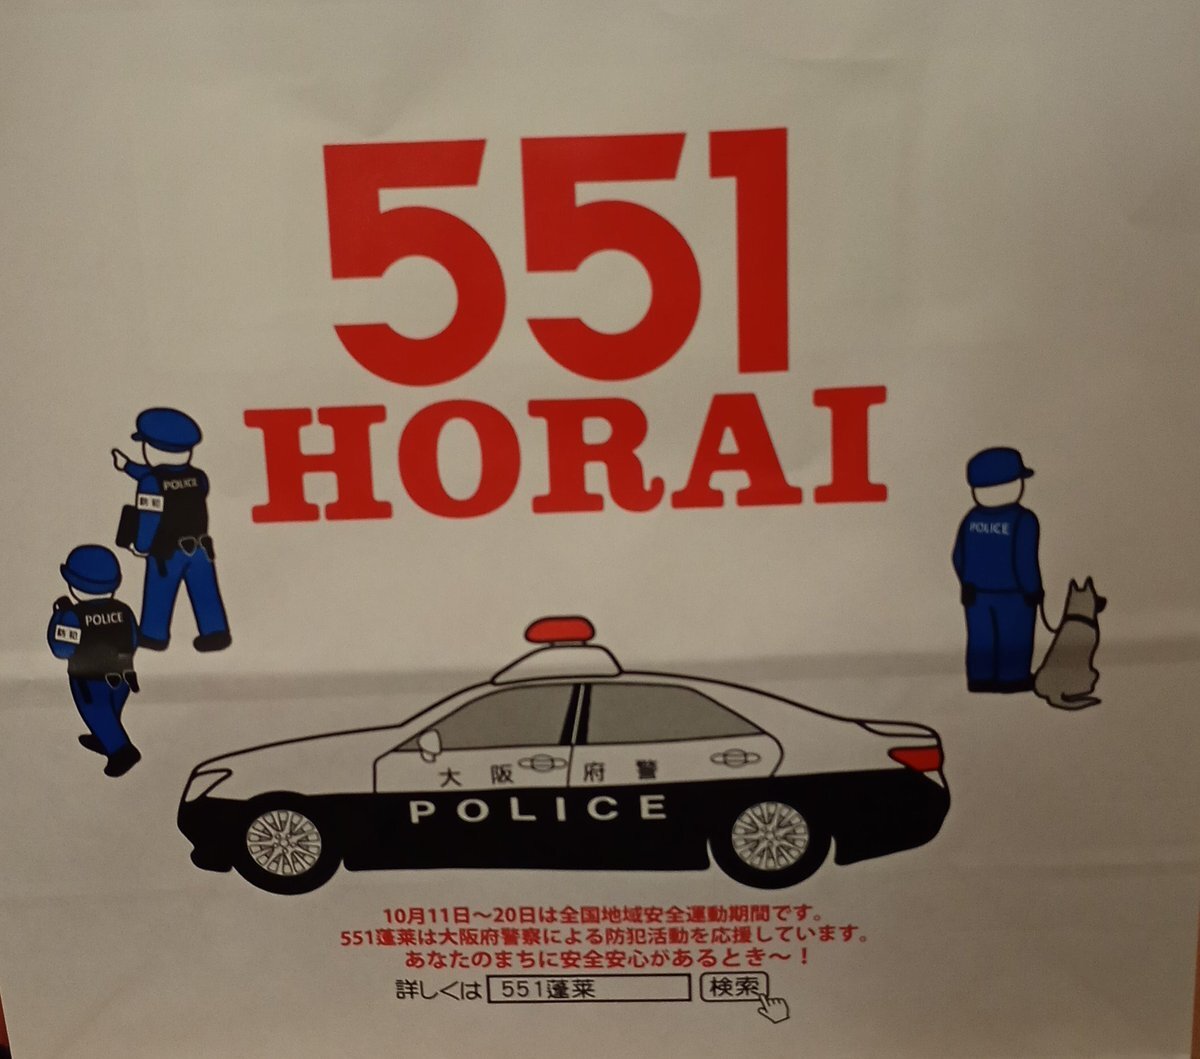 551
HORAI
POLICE
防犯
POLICE
防犯
POLICE
大阪府警
POLICE
10月11日～20日は全国地域安全運動期間です。
551蓬莱は大阪府警察による防犯活動を応援しています。
あなたのまちに安全安心があるとき～！
詳しくは 551蓬莱 検索